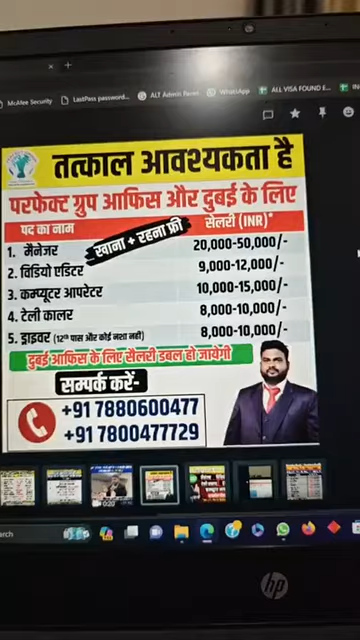 McAfee Security
LastPass password...
ALT Admin Panel
WhatsApp
ALL VISA FOUND E...
तत्काल आवश्यकता है
परफेक्ट ग्रुप आफिस और दुबई के लिए
पद का नाम
खाना + रहना फ्री
सेलरी (INR)*
1. मैनेजर 20,000-50,000/-
2. विडियो एडिटर 9,000-12,000/-
3. कम्प्यूटर आपरेटर 10,000-15,000/-
4. टेली कालर 8,000-10,000/-
5. ड्राइवर (12th पास और कोई नशा नहीं) 8,000-10,000/-
दुबई आफिस के लिए सैलरी डबल हो जायेगी
सम्पर्क करें-
+91 7880600477
+91 7800477729
0:20
hp